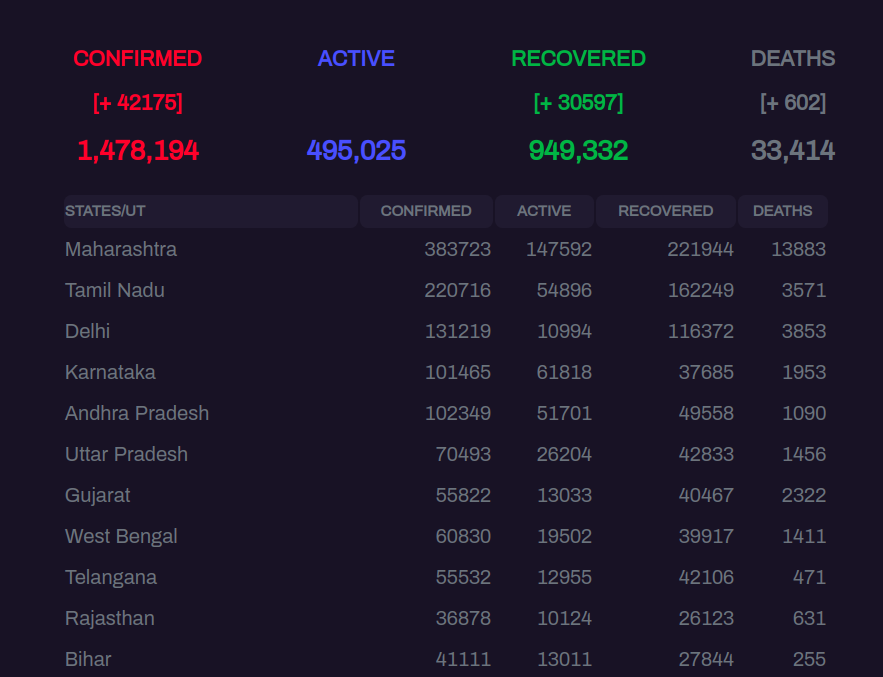 CONFIRMED ACTIVE RECOVERED DEATHS
[+ 42175] [+ 30597] [+ 602]
1,478,194 495,025 949,332 33,414
STATES/UT CONFIRMED ACTIVE RECOVERED DEATHS
Maharashtra 383723 147592 221944 13883
Tamil Nadu 220716 54896 162249 3571
Delhi 131219 10994 116372 3853
Karnataka 101465 61818 37685 1953
Andhra Pradesh 102349 51701 49558 1090
Uttar Pradesh 70493 26204 42833 1456
Gujarat 55822 13033 40467 2322
West Bengal 60830 19502 39917 1411
Telangana 55532 12955 42106 471
Rajasthan 36878 10124 26123 631
Bihar 41111 13011 27844 255